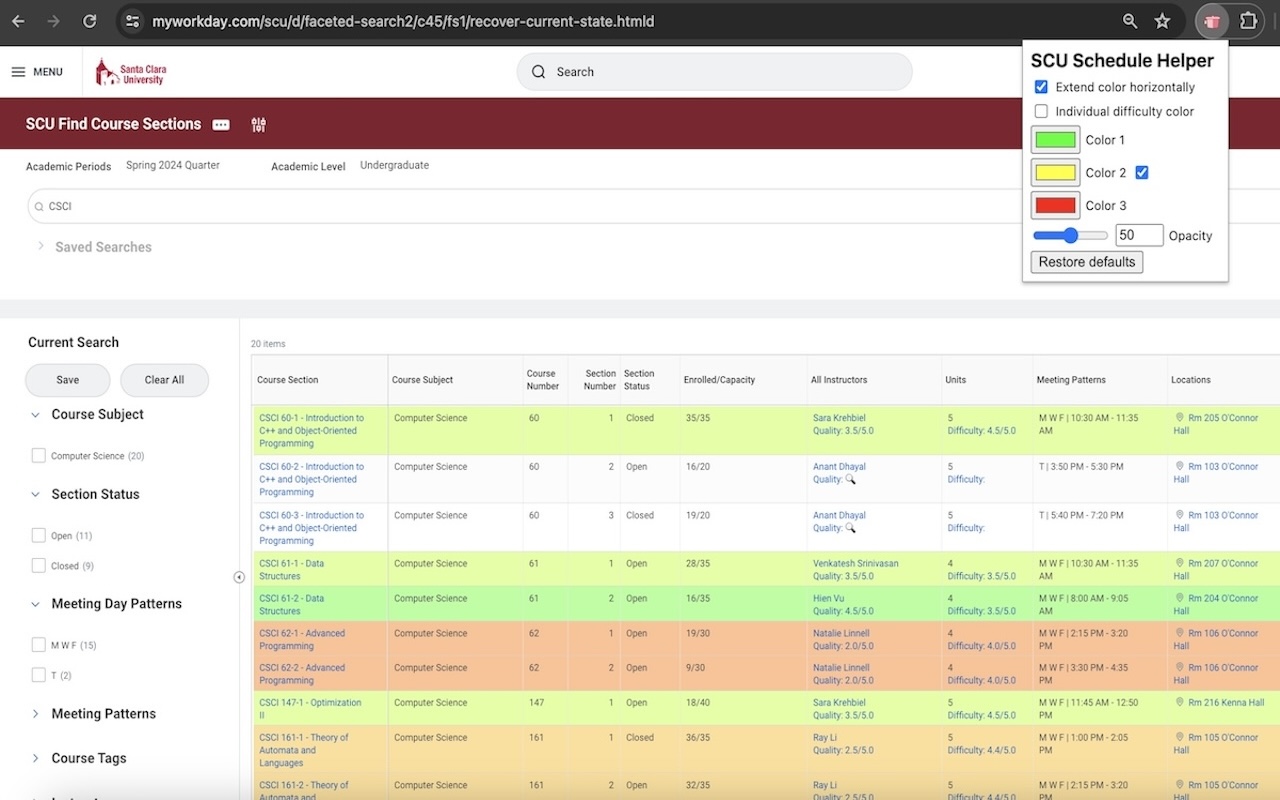 myworkday.com/scu/d/faceted-search2/c45/fs1/recover-current-state.htmld
MENU
Santa Clara
University
Search
SCU Schedule Helper
Extend color horizontally
Individual difficulty color
Color 1
Color 2
Color 3
50 Opacity
Restore defaults
SCU Find Course Sections
Academic Periods Spring 2024 Quarter Academic Level Undergraduate
CSCI
Saved Searches
Current Search
Save Clear All
Course Subject
Computer Science (20)
Section Status
Open (11)
Closed (9)
Meeting Day Patterns
M W F (15)
T (2)
Meeting Patterns
Course Tags
20 items
Course Section Course Subject Course Number Section Number Section Status Enrolled/Capacity All Instructors Units Meeting Patterns Locations
CSCI 60-1 - Introduction to Computer Science 60 1 Closed 35/35 Sara Krehbiel 5 M W F | 10:30 AM - 11:35 Rm 205 O'Connor
C++ and Object-Oriented Quality: 3.5/5.0 Difficulty: 4.5/5.0 AM Hall
Programming
CSCI 60-2 - Introduction to Computer Science 60 2 Open 16/20 Anant Dhayal 5 T | 3:50 PM - 5:30 PM Rm 103 O'Connor
C++ and Object-Oriented Quality: Difficulty: Hall
Programming
CSCI 60-3 - Introduction to Computer Science 60 3 Closed 19/20 Anant Dhayal 5 T | 5:40 PM - 7:20 PM Rm 103 O'Connor
C++ and Object-Oriented Quality: Difficulty: Hall
Programming
CSCI 61-1 - Data Computer Science 61 1 Open 28/35 Venkatesh Srinivasan 4 M W F | 10:30 AM - 11:35 Rm 207 O'Connor
Structures Quality: 3.5/5.0 Difficulty: 3.5/5.0 AM Hall
CSCI 61-2 - Data Computer Science 61 2 Open 16/35 Hien Vu 4 M W F | 8:00 AM - 9:05 Rm 204 O'Connor
Structures Quality: 4.5/5.0 Difficulty: 3.5/5.0 AM Hall
CSCI 62-1 - Advanced Computer Science 62 1 Open 19/30 Natalie Linnell 4 M W F | 2:15 PM - 3:20 Rm 106 O'Connor
Programming Quality: 2.0/5.0 Difficulty: 4.0/5.0 PM Hall
CSCI 62-2 - Advanced Computer Science 62 2 Open 9/30 Natalie Linnell 4 M W F | 3:30 PM - 4:35 Rm 106 O'Connor
Programming Quality: 2.0/5.0 Difficulty: 4.0/5.0 PM Hall
CSCI 147-1 - Optimization Computer Science 147 1 Open 18/40 Sara Krehbiel 5 M W F | 11:45 AM - 12:50 Rm 216 Kenna Hall
II Quality: 3.5/5.0 Difficulty: 4.5/5.0 PM
CSCI 161-1 - Theory of Computer Science 161 1 Closed 36/35 Ray Li 5 M W F | 1:00 PM - 2:05 Rm 105 O'Connor
Automata and Quality: 2.5/5.0 Difficulty: 4.4/5.0 PM Hall
Languages
CSCI 161-2 - Theory of Computer Science 161 2 Open 32/35 Ray Li 5 M W F | 2:15 PM - 3:20 Rm 105 O'Connor
Automata and Quality: 2.5/5.0 Difficulty: 4.4/5.0 PM Hall